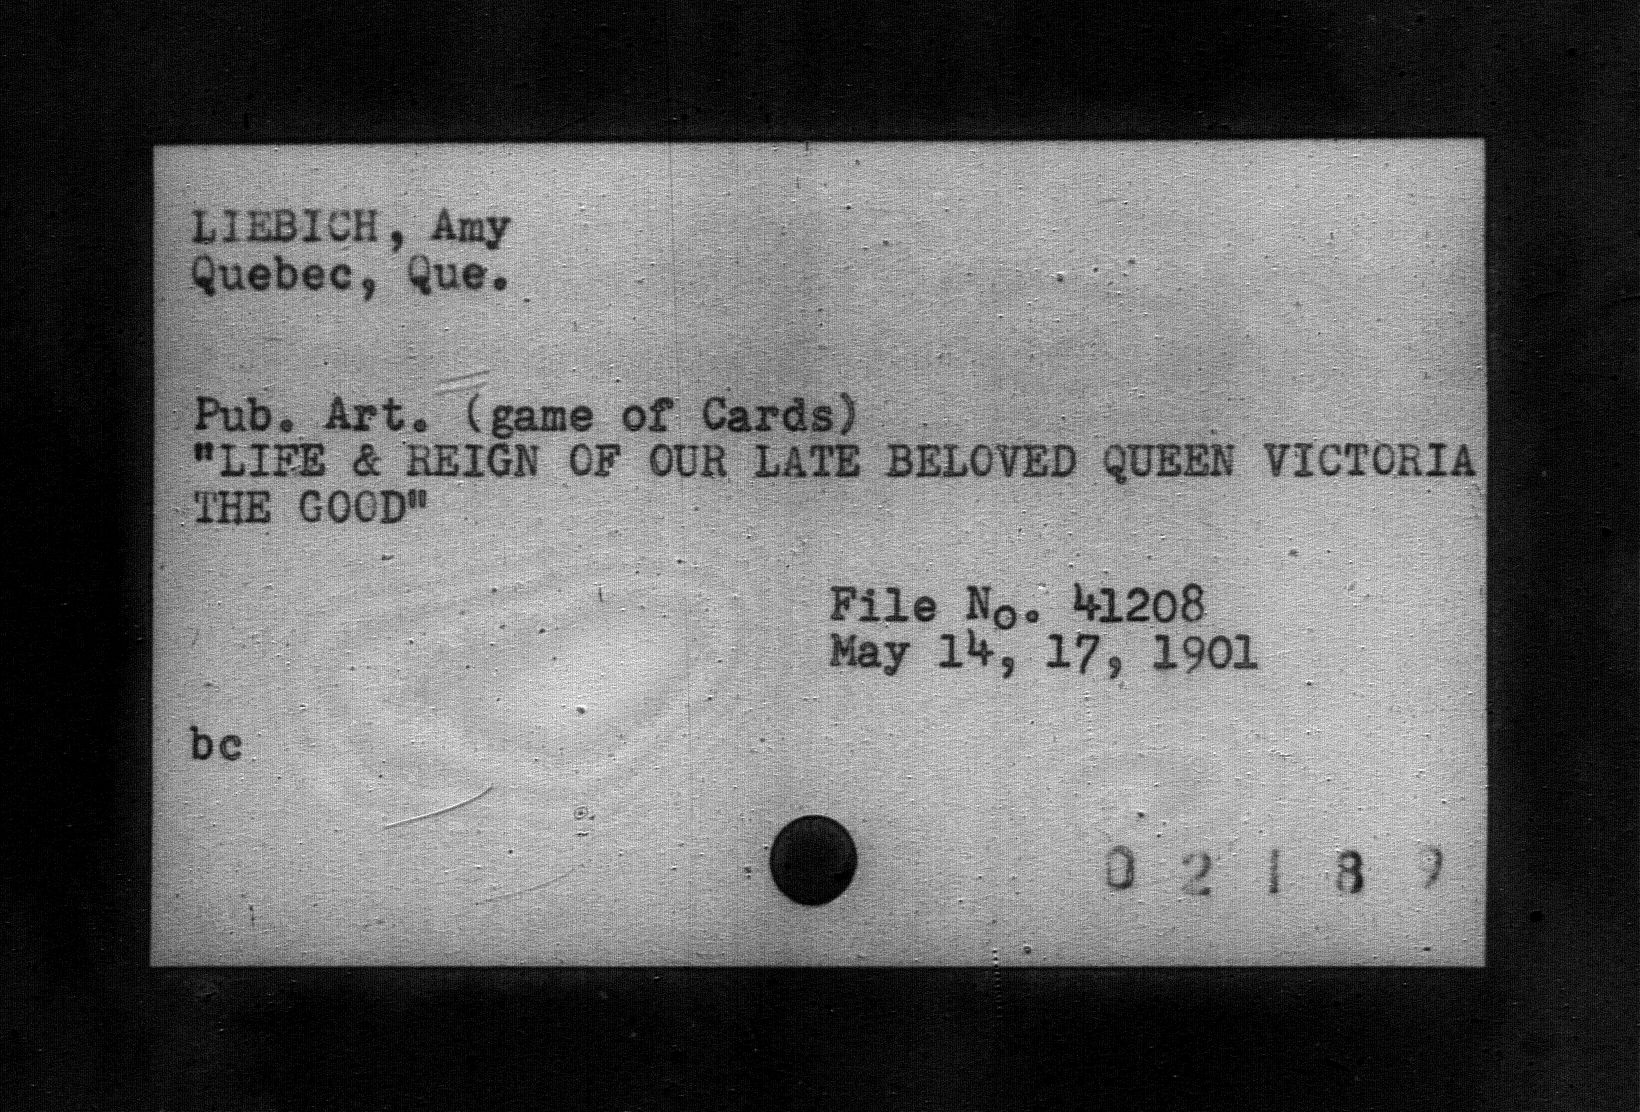 LIEBICH, Amy
Quebec, Que.
Pub. Art. (game of Cards)
"LIFE & REIGN OF OUR LATE BELOVED QUEEN VICTORIA
THE GOOD"
File No. 41208
May 14, 17, 1901
bc
0 2 1 8 9